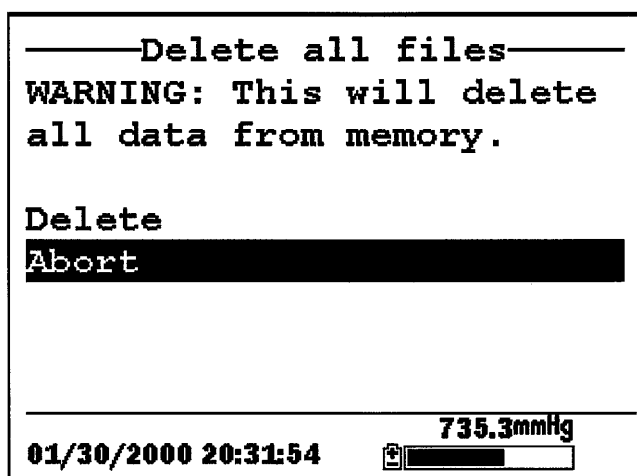 Delete all files
WARNING: This will delete
all data from memory.
Delete
Abort
735.3mmHg
01/30/2000 20:31:54